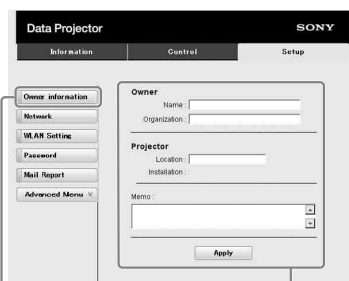 Data Projector
SONY
Information Control Setup
Owner information
Network
WLAN Setting
Password
Mail Report
Advanced Menu
Owner
Name :
Organization :
Projector
Location :
Installation :
Memo :
Apply